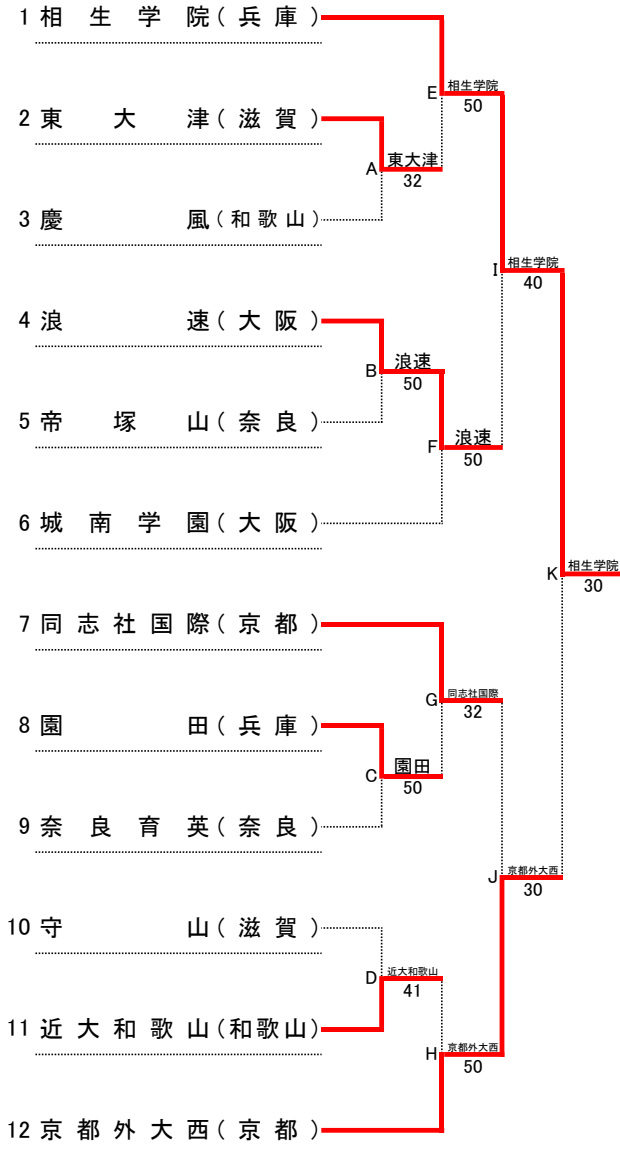 1 相生学院(兵庫)
E 相生学院
50
2 東大津(滋賀)
A 東大津
32
3 慶風(和歌山)
I 相生学院
40
4 浪速(大阪)
B 浪速
50
5 帝塚山(奈良)
F 浪速
50
6 城南学園(大阪)
K 相生学院
30
7 同志社国際(京都)
G 同志社国際
32
8 園田(兵庫)
C 園田
50
9 奈良育英(奈良)
J 京都外大西
30
10 守山(滋賀)
D 近大和歌山
41
11 近大和歌山(和歌山)
H 京都外大西
50
12 京都外大西(京都)